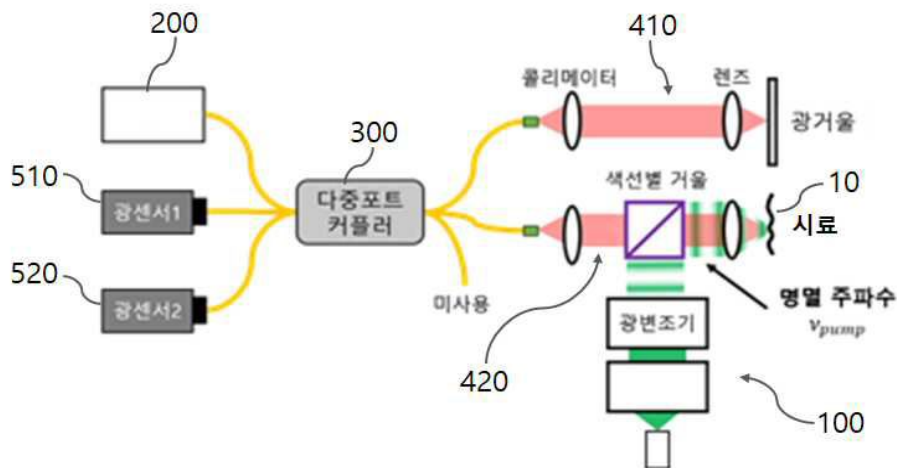 200
410
콜리메이터
렌즈
300
광거울
510
다중포트
커플러
색선별 거울
10
광센서1
시료
520
미사용
명멸 주파수
광센서2
광변조기
νpump
420
100